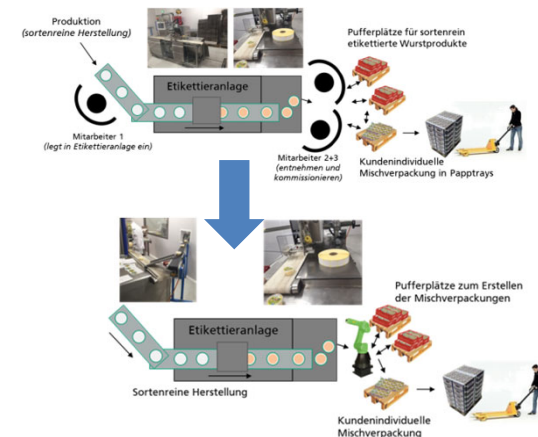 Produktion
(sortenreine Herstellung)
Pufferplätze für sortenrein
etikettierte Wurstprodukte
Etikettieranlage
Mitarbeiter 1
(legt in Etikettieranlage ein)
Mitarbeiter 2+3
(entnehmen und
kommissionieren)
Kundenindividuelle
Mischverpackung in Papptrays
Pufferplätze zum Erstellen
der Mischverpackungen
Etikettieranlage
Sortenreine Herstellung
Kundenindividuelle
Mischverpackung